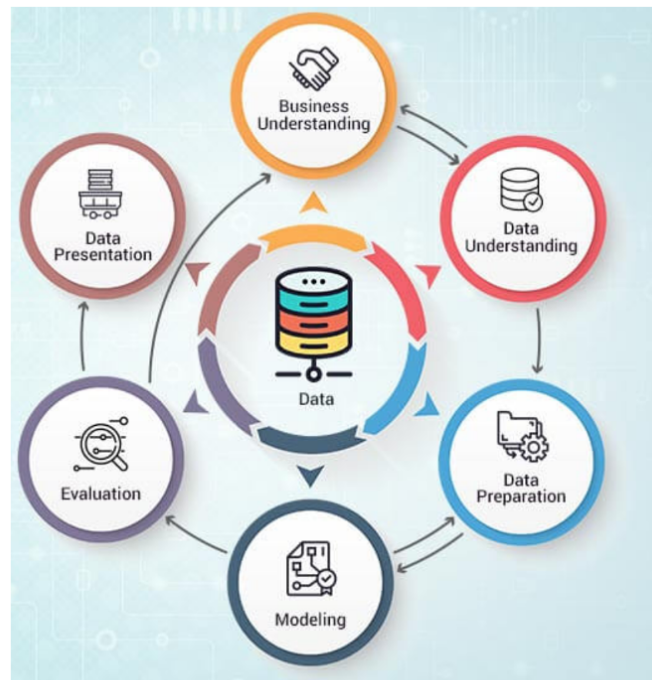 Business
Understanding
Data
Understanding
Data
Presentation
Data
Data
Preparation
Evaluation
Modeling